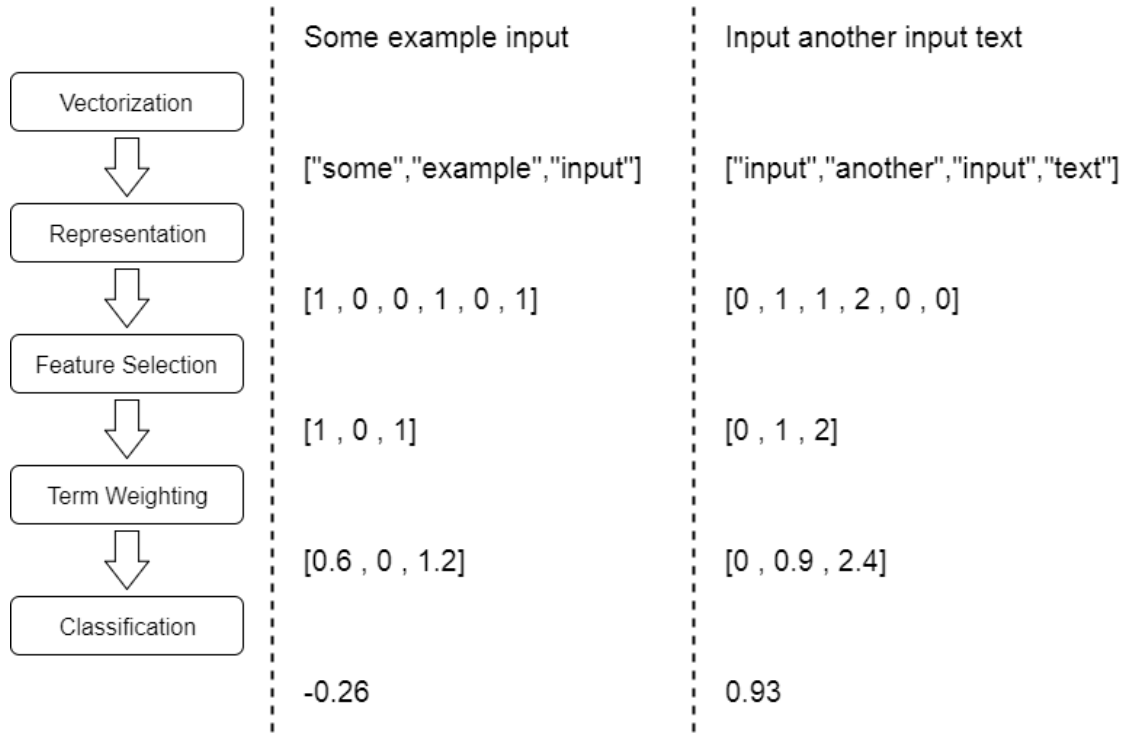 Some example input
Input another input text
Vectorization
["some","example","input"]
["input","another","input","text"]
Representation
[1 , 0 , 0 , 1 , 0 , 1]
[0 , 1 , 1 , 2 , 0 , 0]
Feature Selection
[1 , 0 , 1]
[0 , 1 , 2]
Term Weighting
[0.6 , 0 , 1.2]
[0 , 0.9 , 2.4]
Classification
-0.26
0.93